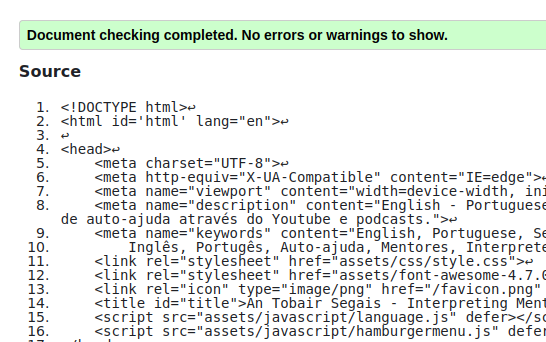 Document checking completed. No errors or warnings to show.
Source
1. <!DOCTYPE html>↩
2. <html id='html' lang="en">↩
3. ↩
4. <head>↩
5. <meta charset="UTF-8">↩
6. <meta http-equiv="X-UA-Compatible" content="IE=edge">↩
7. <meta name="viewport" content="width=device-width, ini
8. <meta name="description" content="English - Portuguese
de auto-ajuda através do Youtube e podcasts.">↩
9. <meta name="keywords" content="English, Portuguese, Se
10. Inglês, Portugês, Auto-ajuda, Mentores, Interprete
11. <link rel="stylesheet" href="assets/css/style.css">↩
12. <link rel="stylesheet" href="assets/font-awesome-4.7.0
13. <link rel="icon" type="image/png" href="/favicon.png"
14. <title id="title">An Tobair Segais - Interpreting Ment
15. <script src="assets/javascript/language.js" defer></sc
16. <script src="assets/javascript/hamburgermenu.js" defer